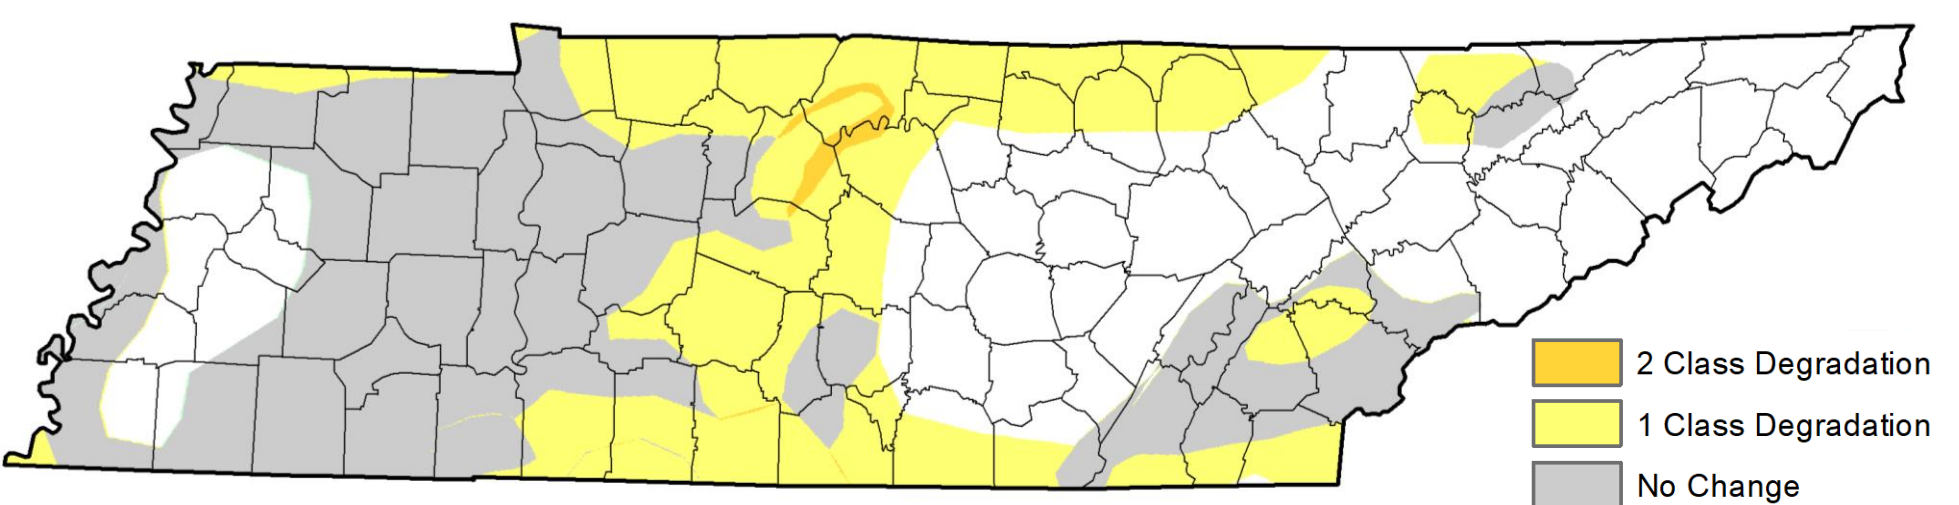 2 Class Degradation
1 Class Degradation
No Change